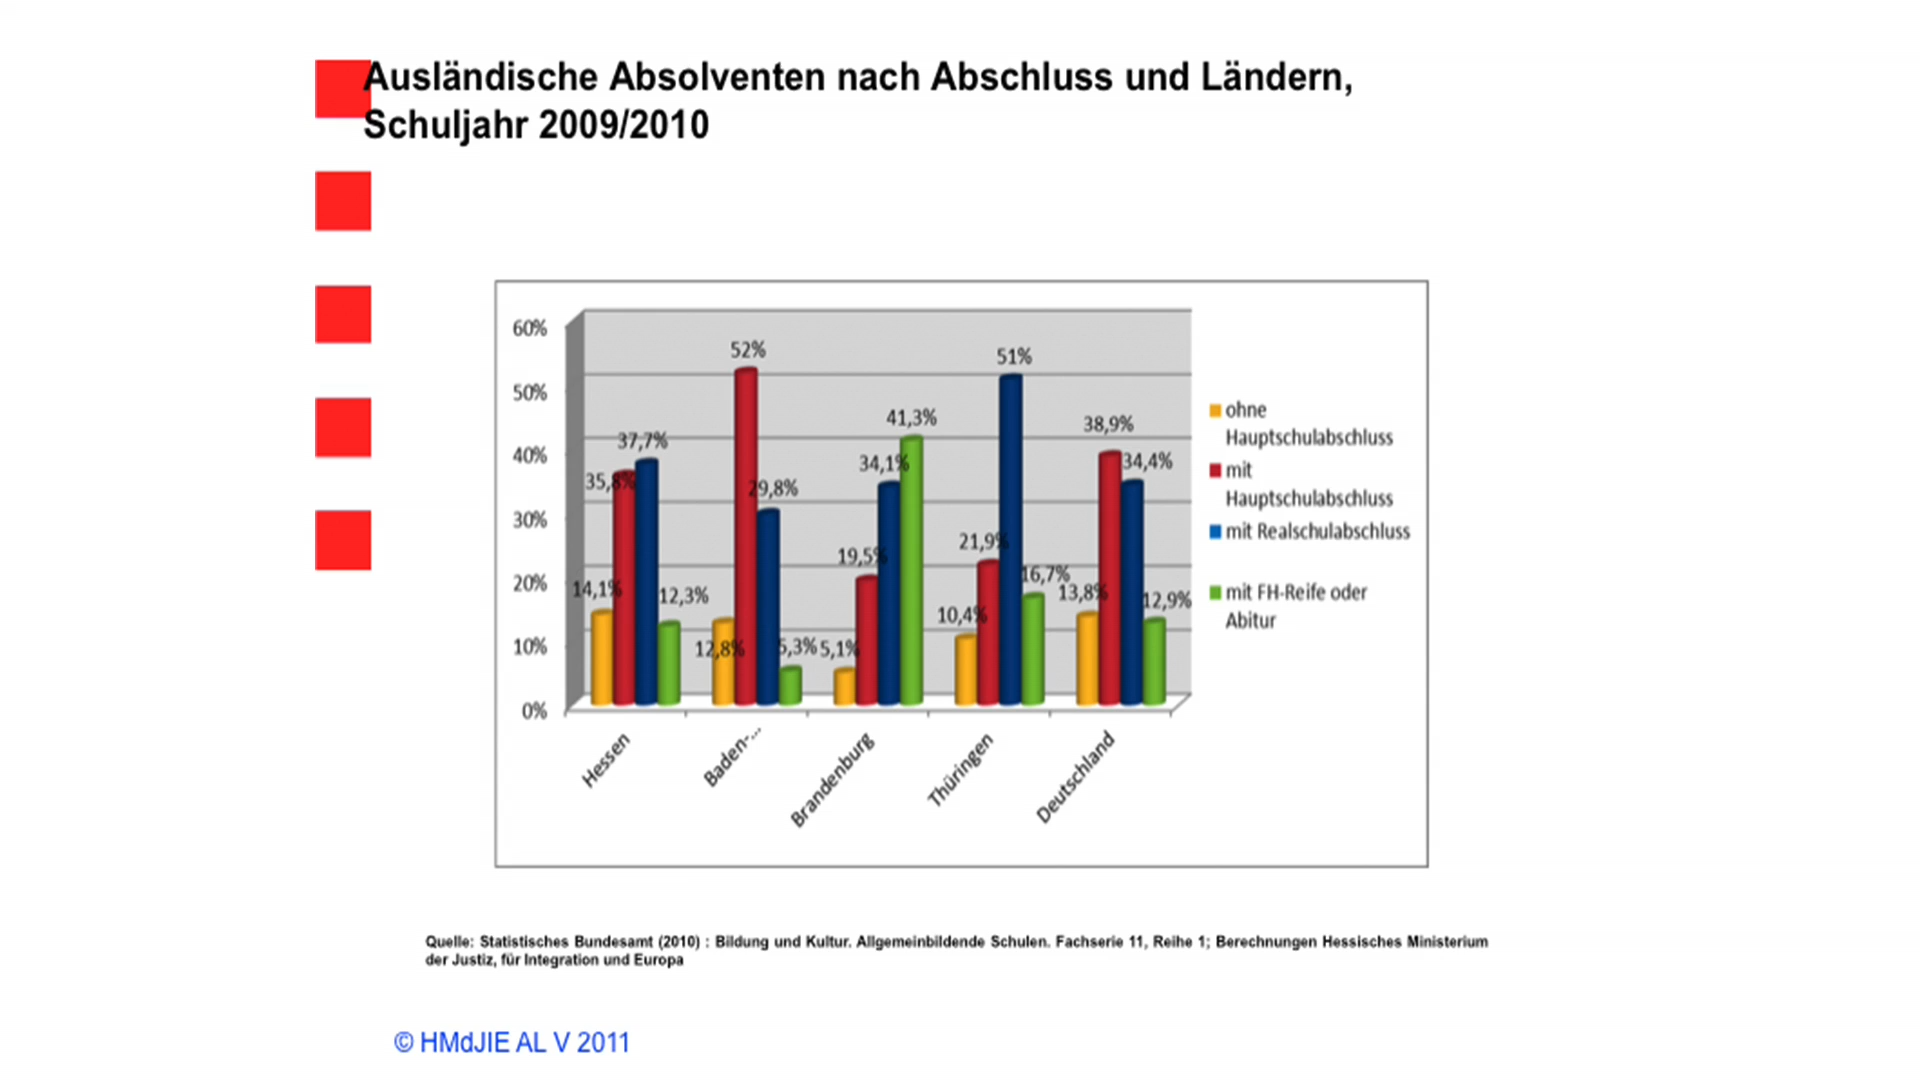 Ausländische Absolventen nach Abschluss und Ländern,
Schuljahr 2009/2010
60%
50%
40%
30%
20%
10%
0%
14,1%
35,8%
37,7%
12,3%
12,8%
52%
29,8%
5,3%
5,1%
19,5%
34,1%
41,3%
10,4%
21,9%
51%
16,7%
13,8%
38,9%
34,4%
12,9%
Hessen
Baden-...
Brandenburg
Thüringen
Deutschland
ohne
Hauptschulabschluss
mit
Hauptschulabschluss
mit Realschulabschluss
mit FH-Reife oder
Abitur
Quelle: Statistisches Bundesamt (2010) : Bildung und Kultur. Allgemeinbildende Schulen. Fachserie 11, Reihe 1; Berechnungen Hessisches Ministerium
der Justiz, für Integration und Europa
© HMdJIE AL V 2011